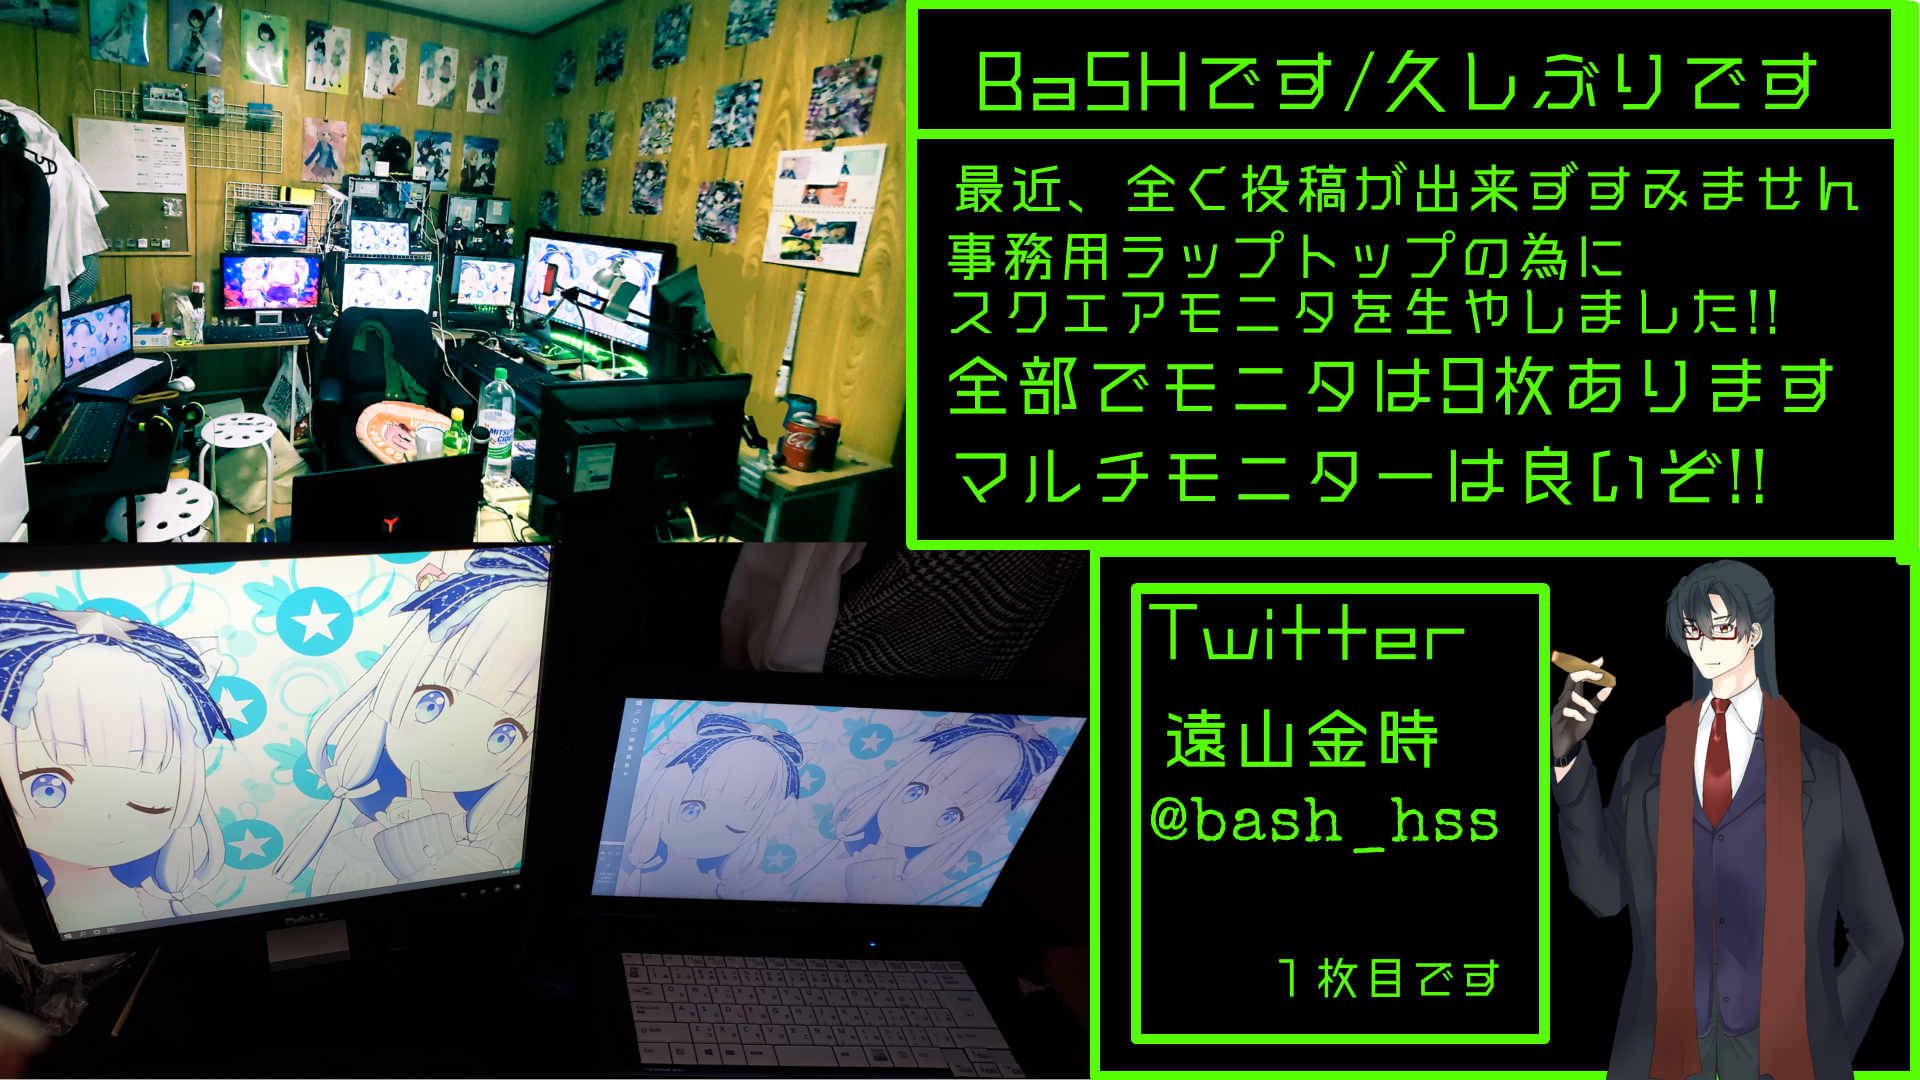 BaSHです/久しぶりです
最近、全く投稿が出来ずすみません
事務用ラップトップの為に
スクエアモニタを生やしました!!
全部でモニタは9枚あります
マルチモニターは良いぞ!!
Twitter
遠山金時
@bash_hss
1枚目です
DELL
Coca
MITSUYA
CIDER